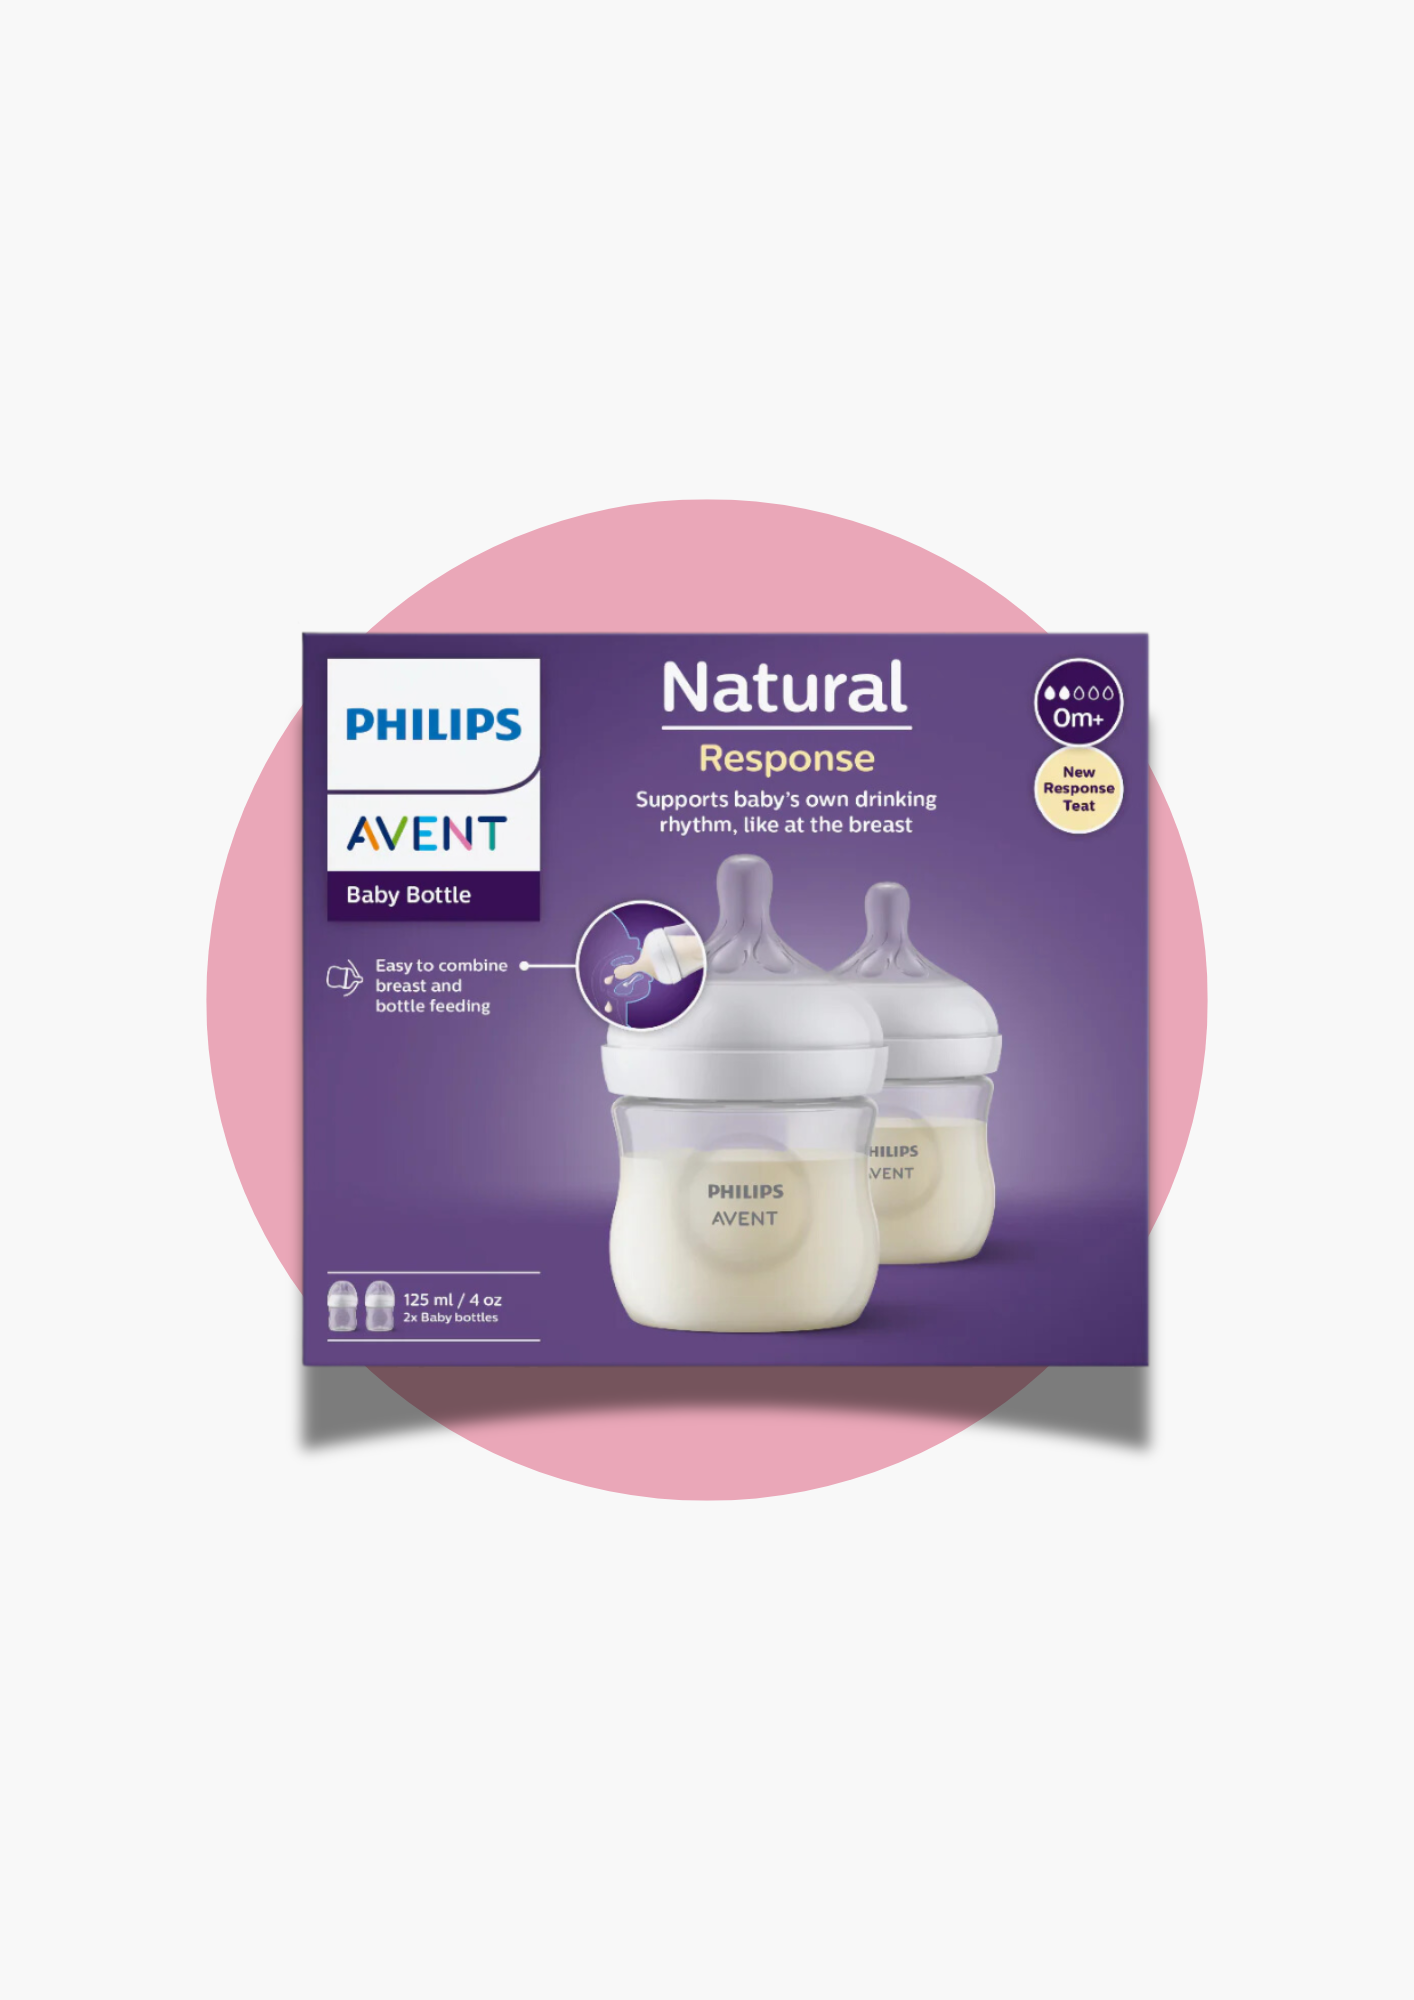 PHILIPS
AVENT
Baby Bottle
Natural
Response
Supports baby's own drinking
rhythm, like at the breast
0m+
New
Response
Teat
Easy to combine
breast and
bottle feeding
PHILIPS
AVENT
HILIPS
AVENT
125 ml / 4 oz
2x Baby bottles